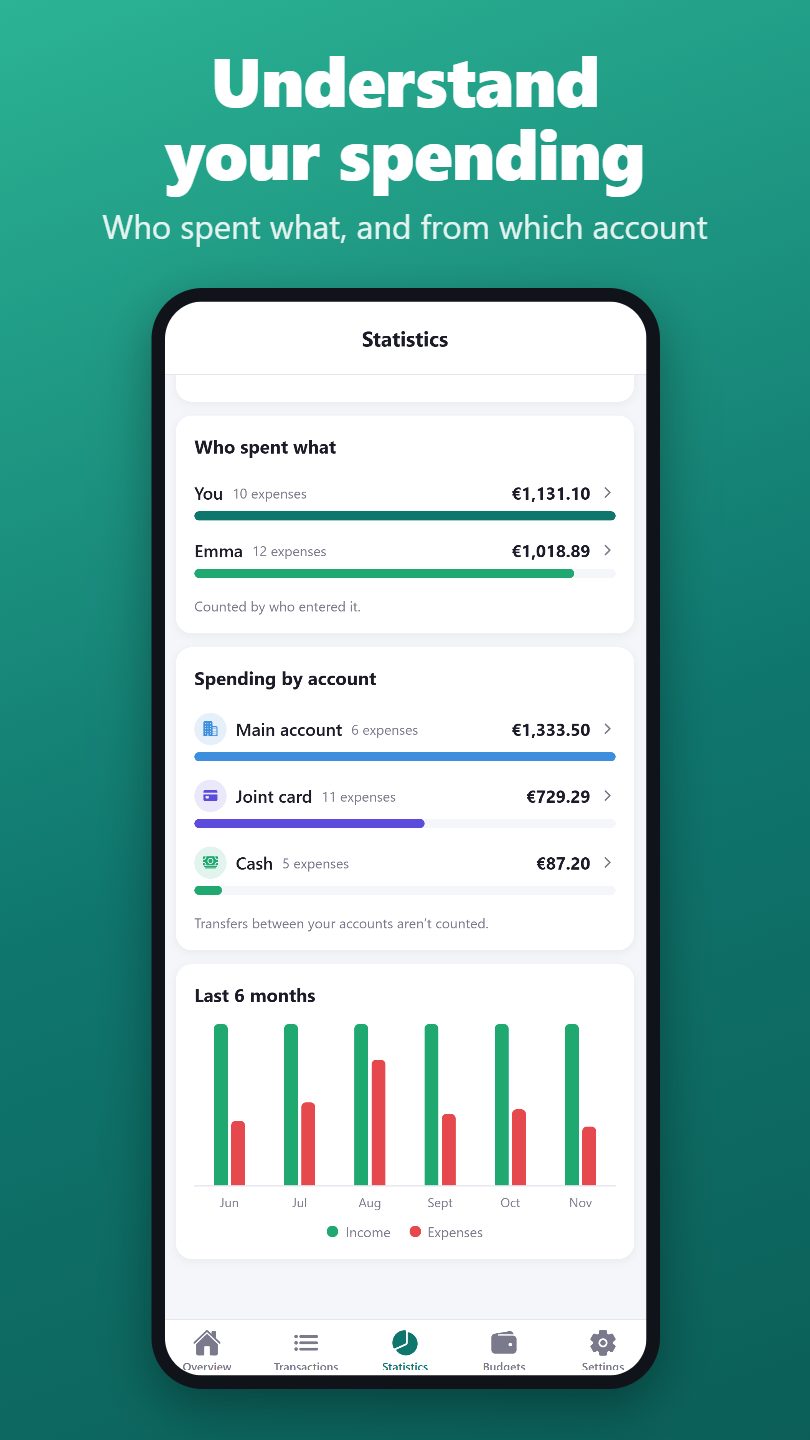 Understand
your spending
Who spent what, and from which account
Statistics
Who spent what
You 10 expenses €1,131.10
Emma 12 expenses €1,018.89
Counted by who entered it.
Spending by account
Main account 6 expenses €1,333.50
Joint card 11 expenses €729.29
Cash 5 expenses €87.20
Transfers between your accounts aren't counted.
Last 6 months
Jun Jul Aug Sept Oct Nov
Income Expenses
Overview Transactions Statistics Budgets Settings